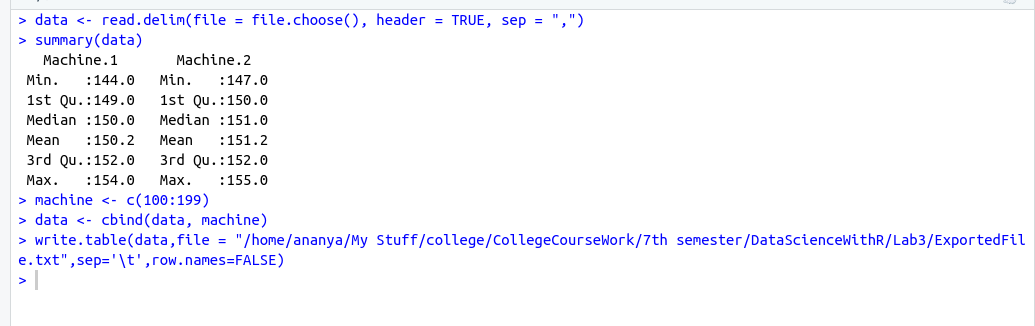 > data <- read.delim(file = file.choose(), header = TRUE, sep = ",")
> summary(data)
   Machine.1       Machine.2
 Min.   :144.0   Min.   :147.0
 1st Qu.:149.0   1st Qu.:150.0
 Median :150.0   Median :151.0
 Mean   :150.2   Mean   :151.2
 3rd Qu.:152.0   3rd Qu.:152.0
 Max.   :154.0   Max.   :155.0
> machine <- c(100:199)
> data <- cbind(data, machine)
> write.table(data,file = "/home/ananya/My Stuff/college/CollegeCourseWork/7th semester/DataScienceWithR/Lab3/ExportedFil
e.txt",sep='\t',row.names=FALSE)
>